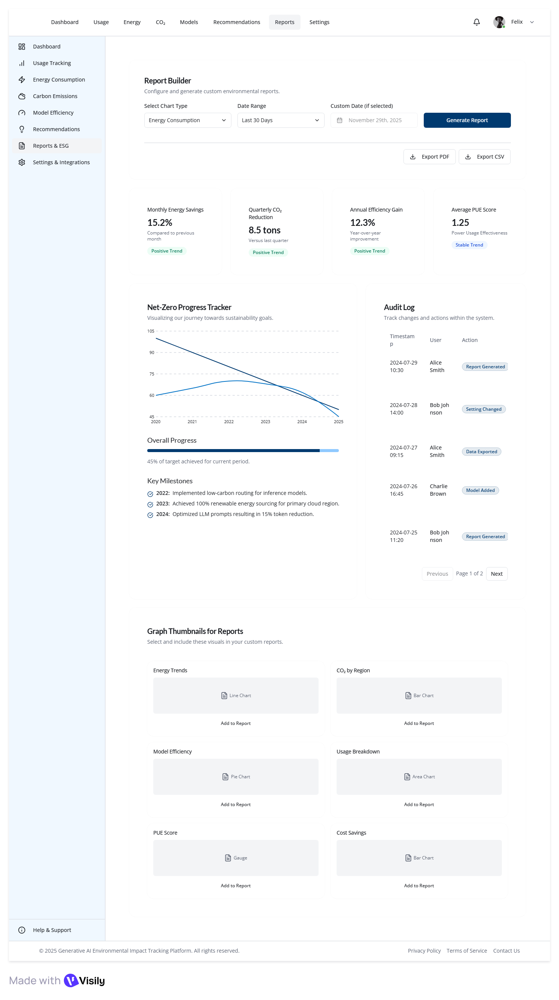 Dashboard Usage Energy CO₂ Models Recommendations Reports Settings Felix
Dashboard
Usage Tracking
Energy Consumption
Carbon Emissions
Model Efficiency
Recommendations
Reports & ESG
Settings & Integrations
Help & Support
Report Builder
Configure and generate custom environmental reports.
Select Chart Type Date Range Custom Date (if selected)
Energy Consumption Last 30 Days November 29th, 2025 Generate Report
Export PDF Export CSV
Monthly Energy Savings
15.2%
Compared to previous
month
Positive Trend
Quarterly CO₂
Reduction
8.5 tons
Versus last quarter
Positive Trend
Annual Efficiency Gain
12.3%
Year-over-year
improvement
Positive Trend
Average PUE Score
1.25
Power Usage Effectiveness
Stable Trend
Net-Zero Progress Tracker
Visualizing our journey towards sustainability goals.
105
90
75
60
45
2020 2021 2022 2023 2024 2025
Overall Progress
45% of target achieved for current period.
Key Milestones
2022: Implemented low-carbon routing for inference models.
2023: Achieved 100% renewable energy sourcing for primary cloud region.
2024: Optimized LLM prompts resulting in 15% token reduction.
Audit Log
Track changes and actions within the system.
Timestam
p
User
Action
2024-07-29
10:30
Alice
Smith
Report Generated
2024-07-28
14:00
Bob Joh
nson
Setting Changed
2024-07-27
09:15
Alice
Smith
Data Exported
2024-07-26
16:45
Charlie
Brown
Model Added
2024-07-25
11:20
Bob Joh
nson
Report Generated
Previous Page 1 of 2 Next
Graph Thumbnails for Reports
Select and include these visuals in your custom reports.
Energy Trends
Line Chart
Add to Report
CO₂ by Region
Bar Chart
Add to Report
Model Efficiency
Pie Chart
Add to Report
Usage Breakdown
Area Chart
Add to Report
PUE Score
Gauge
Add to Report
Cost Savings
Bar Chart
Add to Report
© 2025 Generative AI Environmental Impact Tracking Platform. All rights reserved.
Privacy Policy Terms of Service Contact Us
Made with Visily